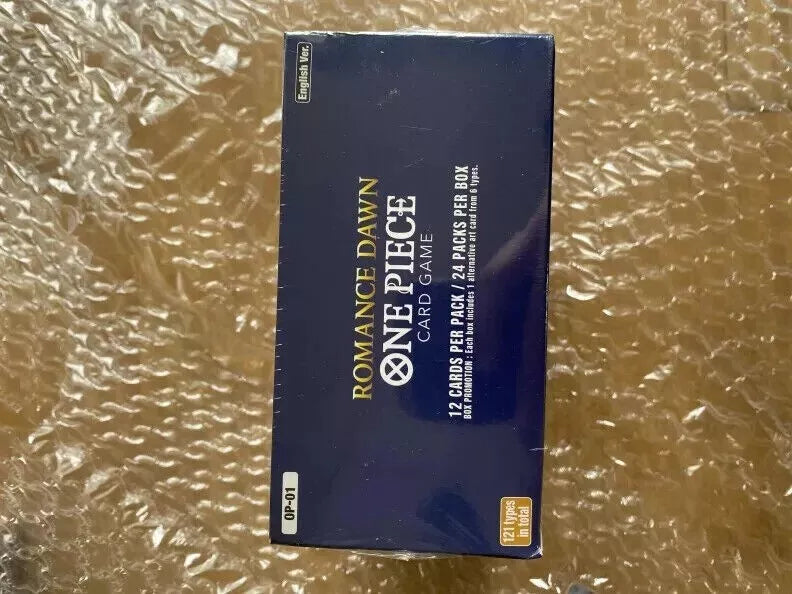 English Ver.
ROMANCE DAWN
ONE PIECE
CARD GAME
12 CARDS PER PACK / 24 PACKS PER BOX
BOX PROMOTION : Each box includes 1 alternative art card from 6 types.
OP-01
121 types
in total